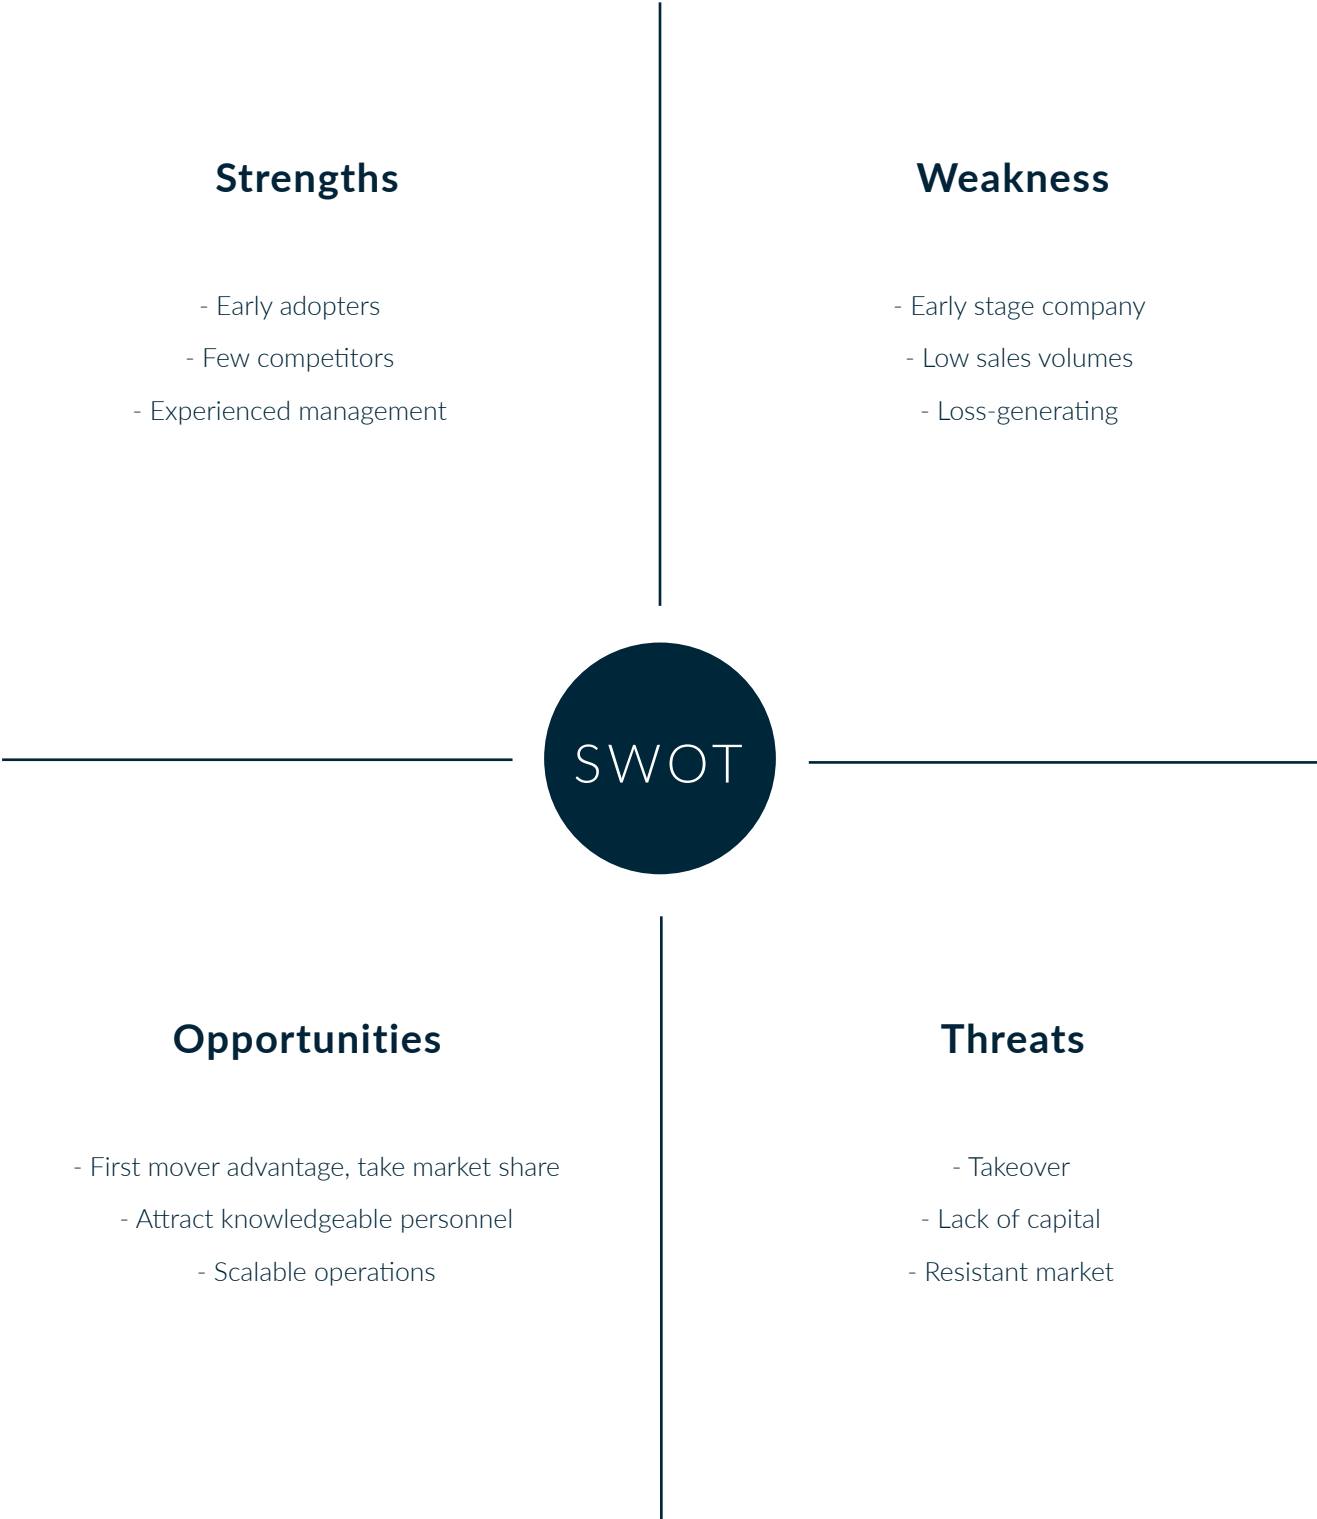 Strengths
- Early adopters
- Few competitors
- Experienced management
Weakness
- Early stage company
- Low sales volumes
- Loss-generating
SWOT
Opportunities
- First mover advantage, take market share
- Attract knowledgeable personnel
- Scalable operations
Threats
- Takeover
- Lack of capital
- Resistant market